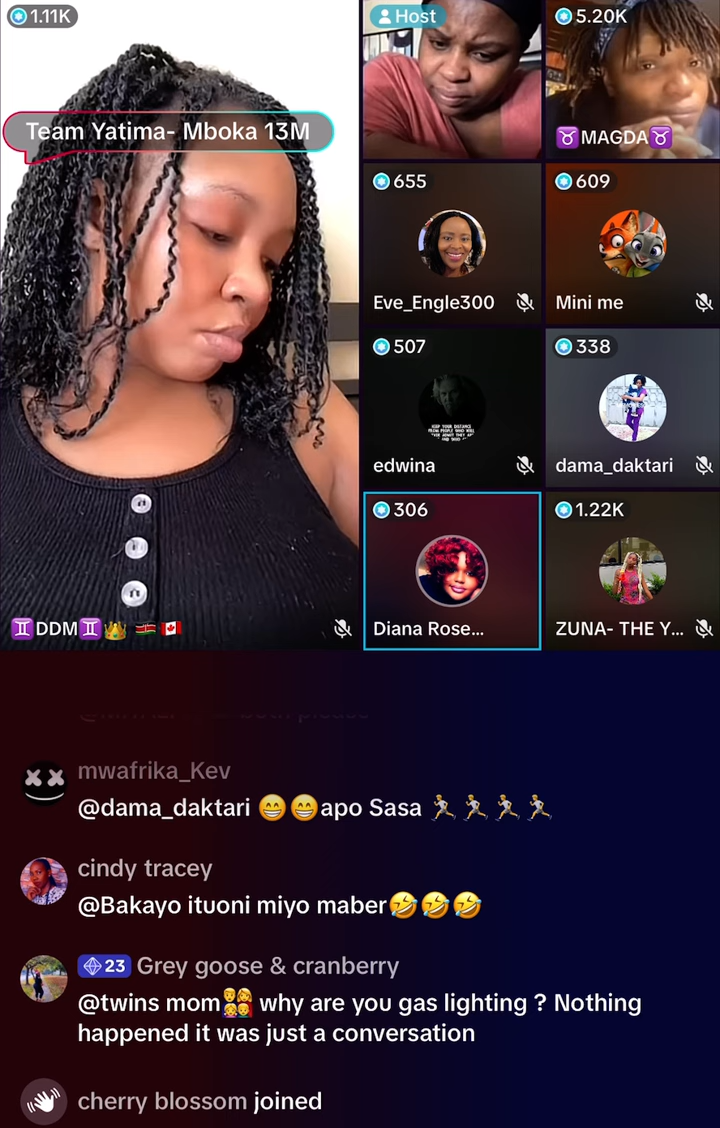 1.11K
Team Yatima- Mboka 13M
♊DDM♊👑 🇰🇪🇨🇦
Host
5.20K
♉MAGDA♉
655
Eve_Engle300
609
Mini me
507
edwina
338
dama_daktari
306
Diana Rose...
1.22K
ZUNA- THE Y...
mwafrika_Kev
@dama_daktari 😁😁apo Sasa 🏃🏃🏃🏃
cindy tracey
@Bakayo ituoni miyo maber🤣🤣🤣
23 Grey goose & cranberry
@twins mom👨‍👩‍👧‍👦 why are you gas lighting ? Nothing
happened it was just a conversation
cherry blossom joined